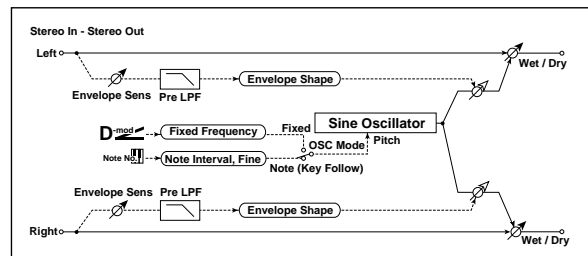 Stereo In - Stereo Out
Left
Wet / Dry
Envelope Sens
Pre LPF
Envelope Shape
D-mod
Fixed Frequency
Fixed
Sine Oscillator
OSC Mode
Pitch
Note No.
Note Interval, Fine
Note (Key Follow)
Envelope Sens
Pre LPF
Envelope Shape
Right
Wet / Dry